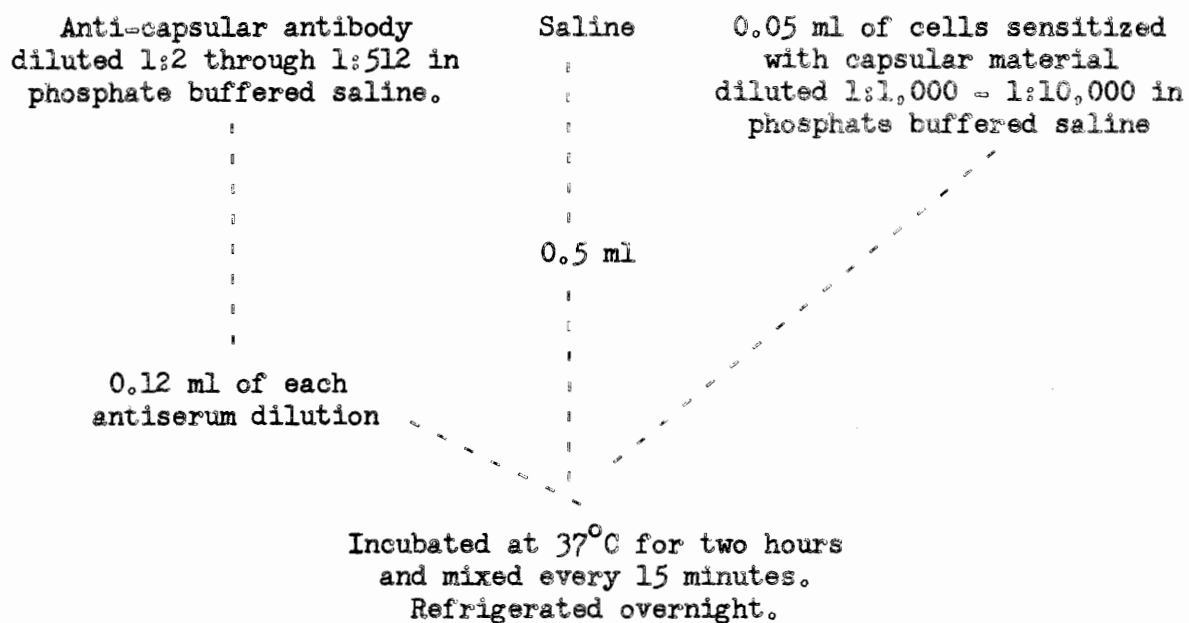 Anti-capsular antibody
diluted 1:2 through 1:512 in
phosphate buffered saline.
Saline
0.05 ml of cells sensitized
with capsular material
diluted 1:1,000 - 1:10,000 in
phosphate buffered saline
0.5 ml
0.12 ml of each
antiserum dilution
Incubated at 37°C for two hours
and mixed every 15 minutes.
Refrigerated overnight.